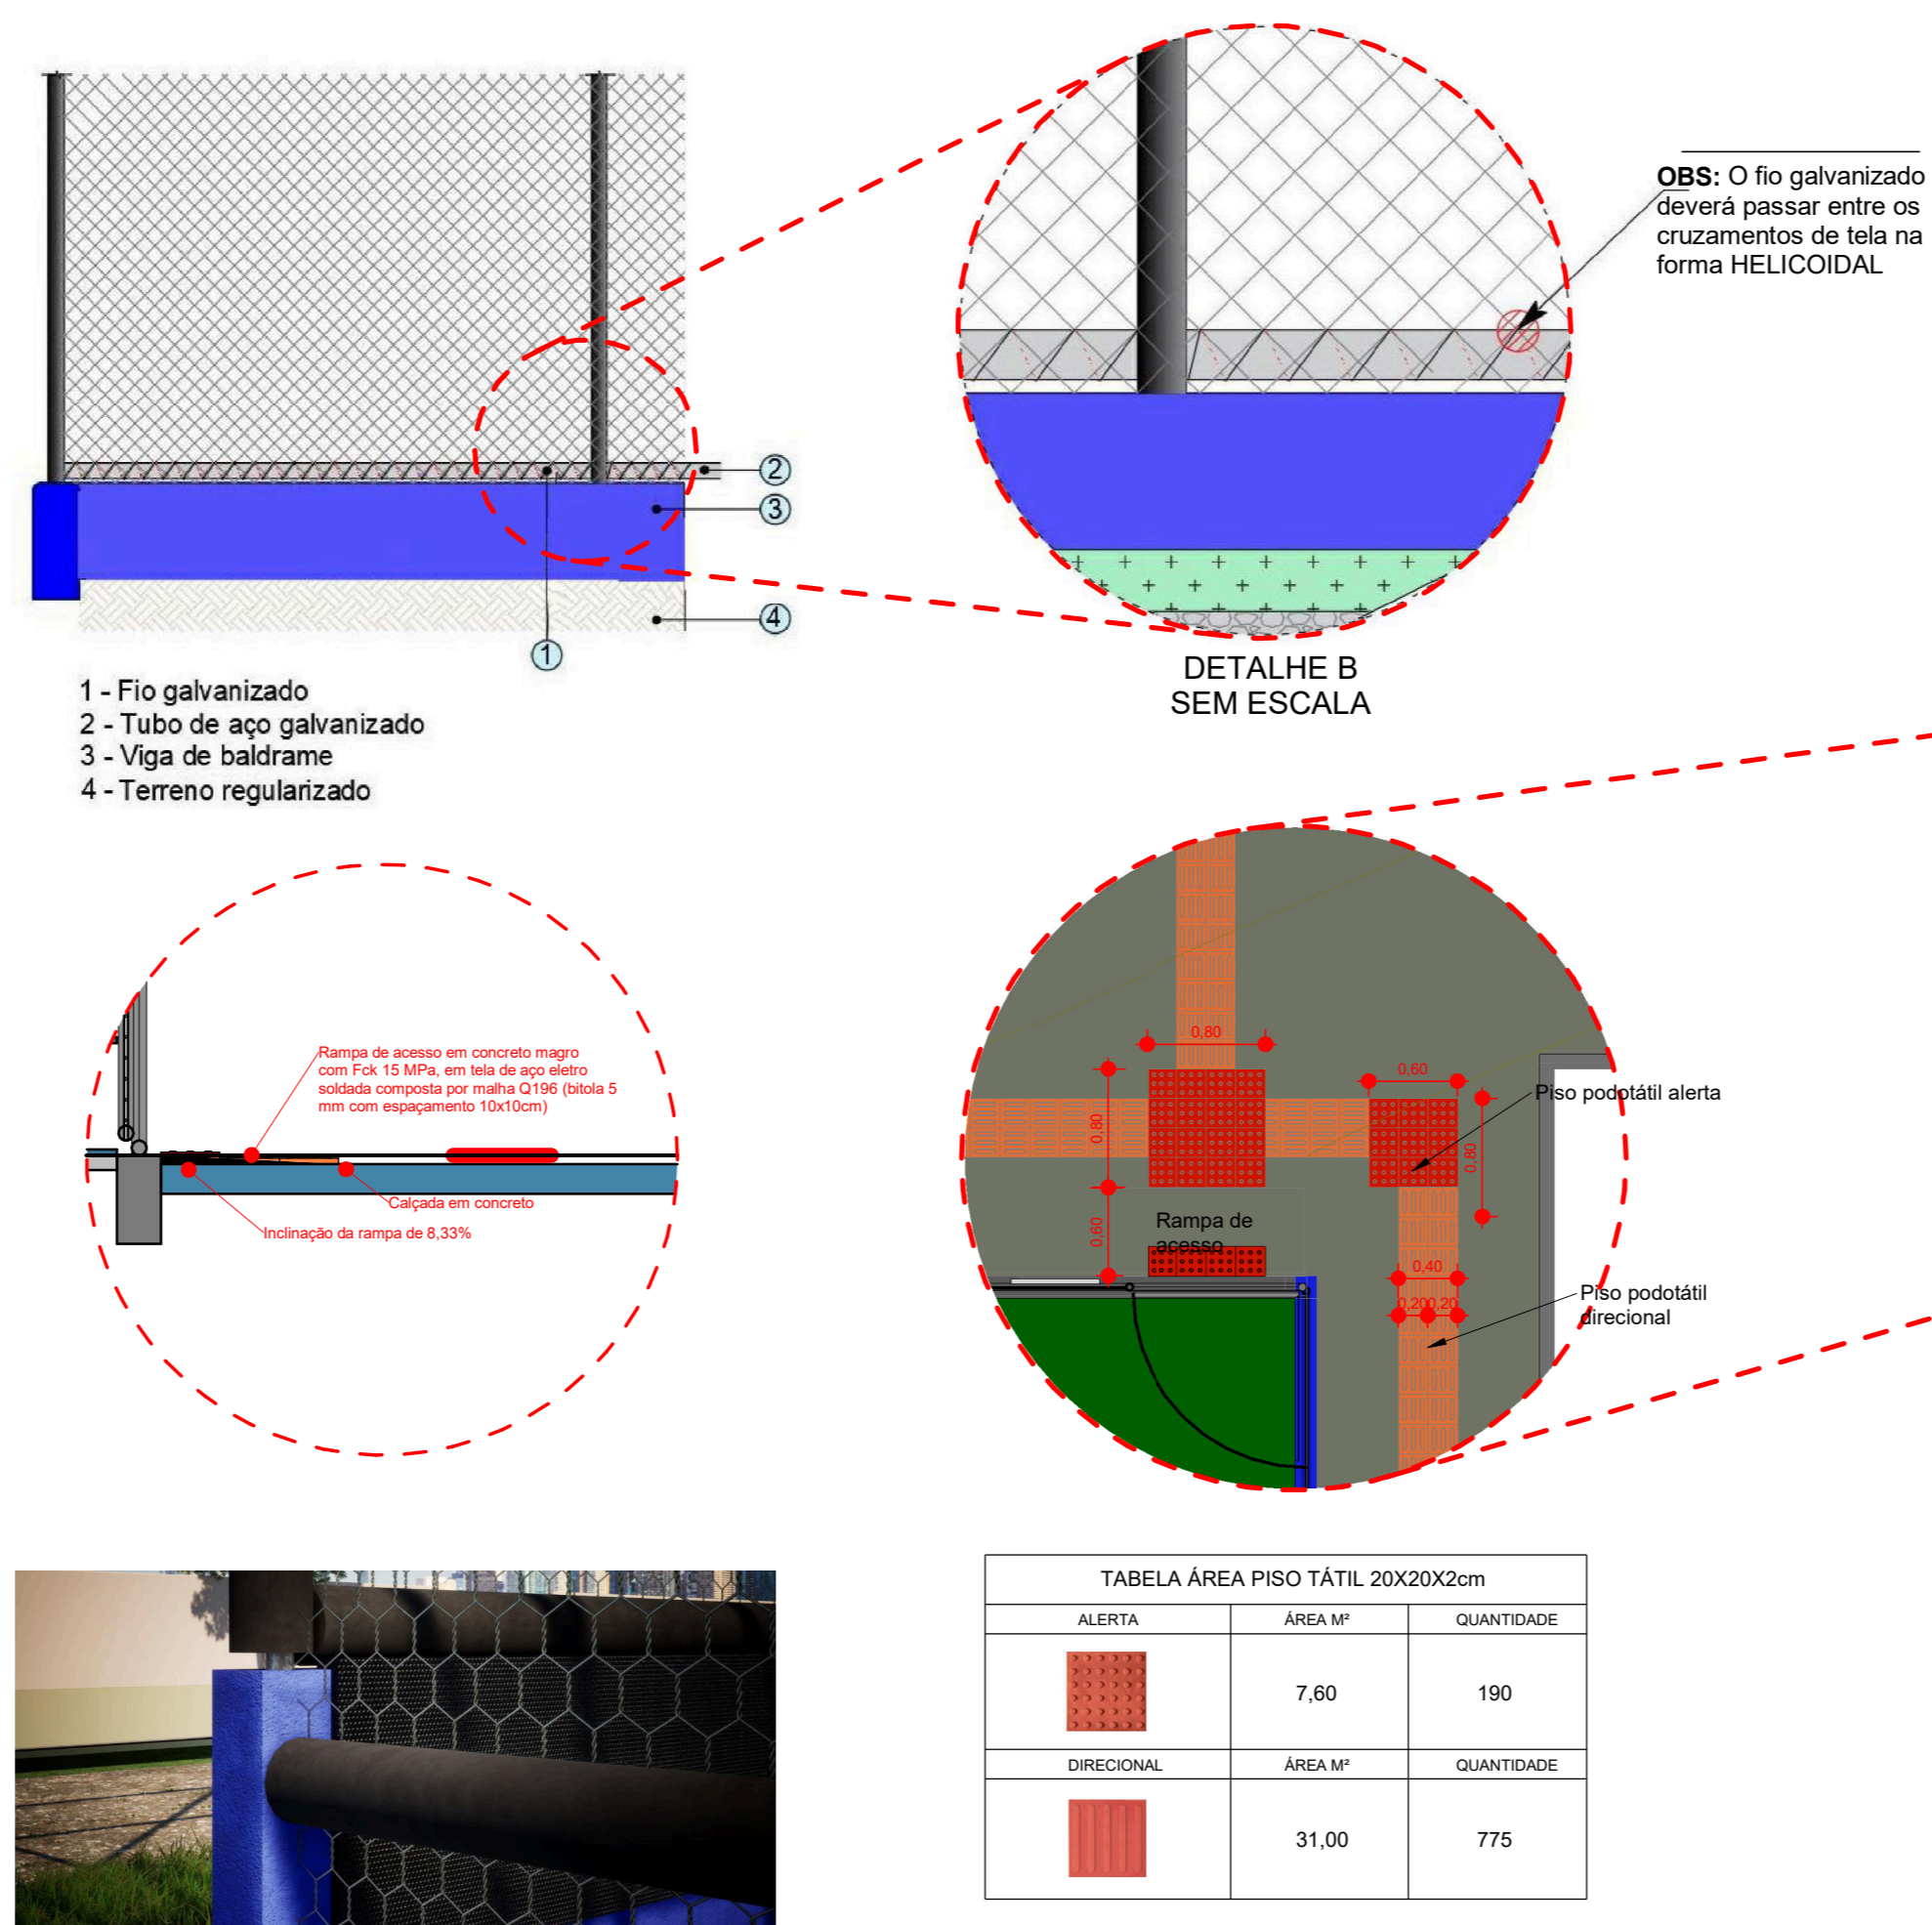 OBS: O fio galvanizado
deverá passar entre os
cruzamentos de tela na
forma HELICOIDAL
2
3
4
1
1 - Fio galvanizado
2 - Tubo de aço galvanizado
3 - Viga de baldrame
4 - Terreno regularizado
DETALHE B
SEM ESCALA
Rampa de acesso em concreto magro
com Fck 15 MPa, em tela de aço eletro
soldada composta por malha Q196 (bitola 5
mm com espaçamento 10x10cm)
Calçada em concreto
Inclinação da rampa de 8,33%
0,80
0,60
Piso podotátil alerta
0,80
0,80
0,60
Rampa de
acesso
0,40
0,20 0,20
Piso podotátil
direcional
TABELA ÁREA PISO TÁTIL 20X20X2cm
ALERTA ÁREA M² QUANTIDADE
7,60 190
DIRECIONAL ÁREA M² QUANTIDADE
31,00 775